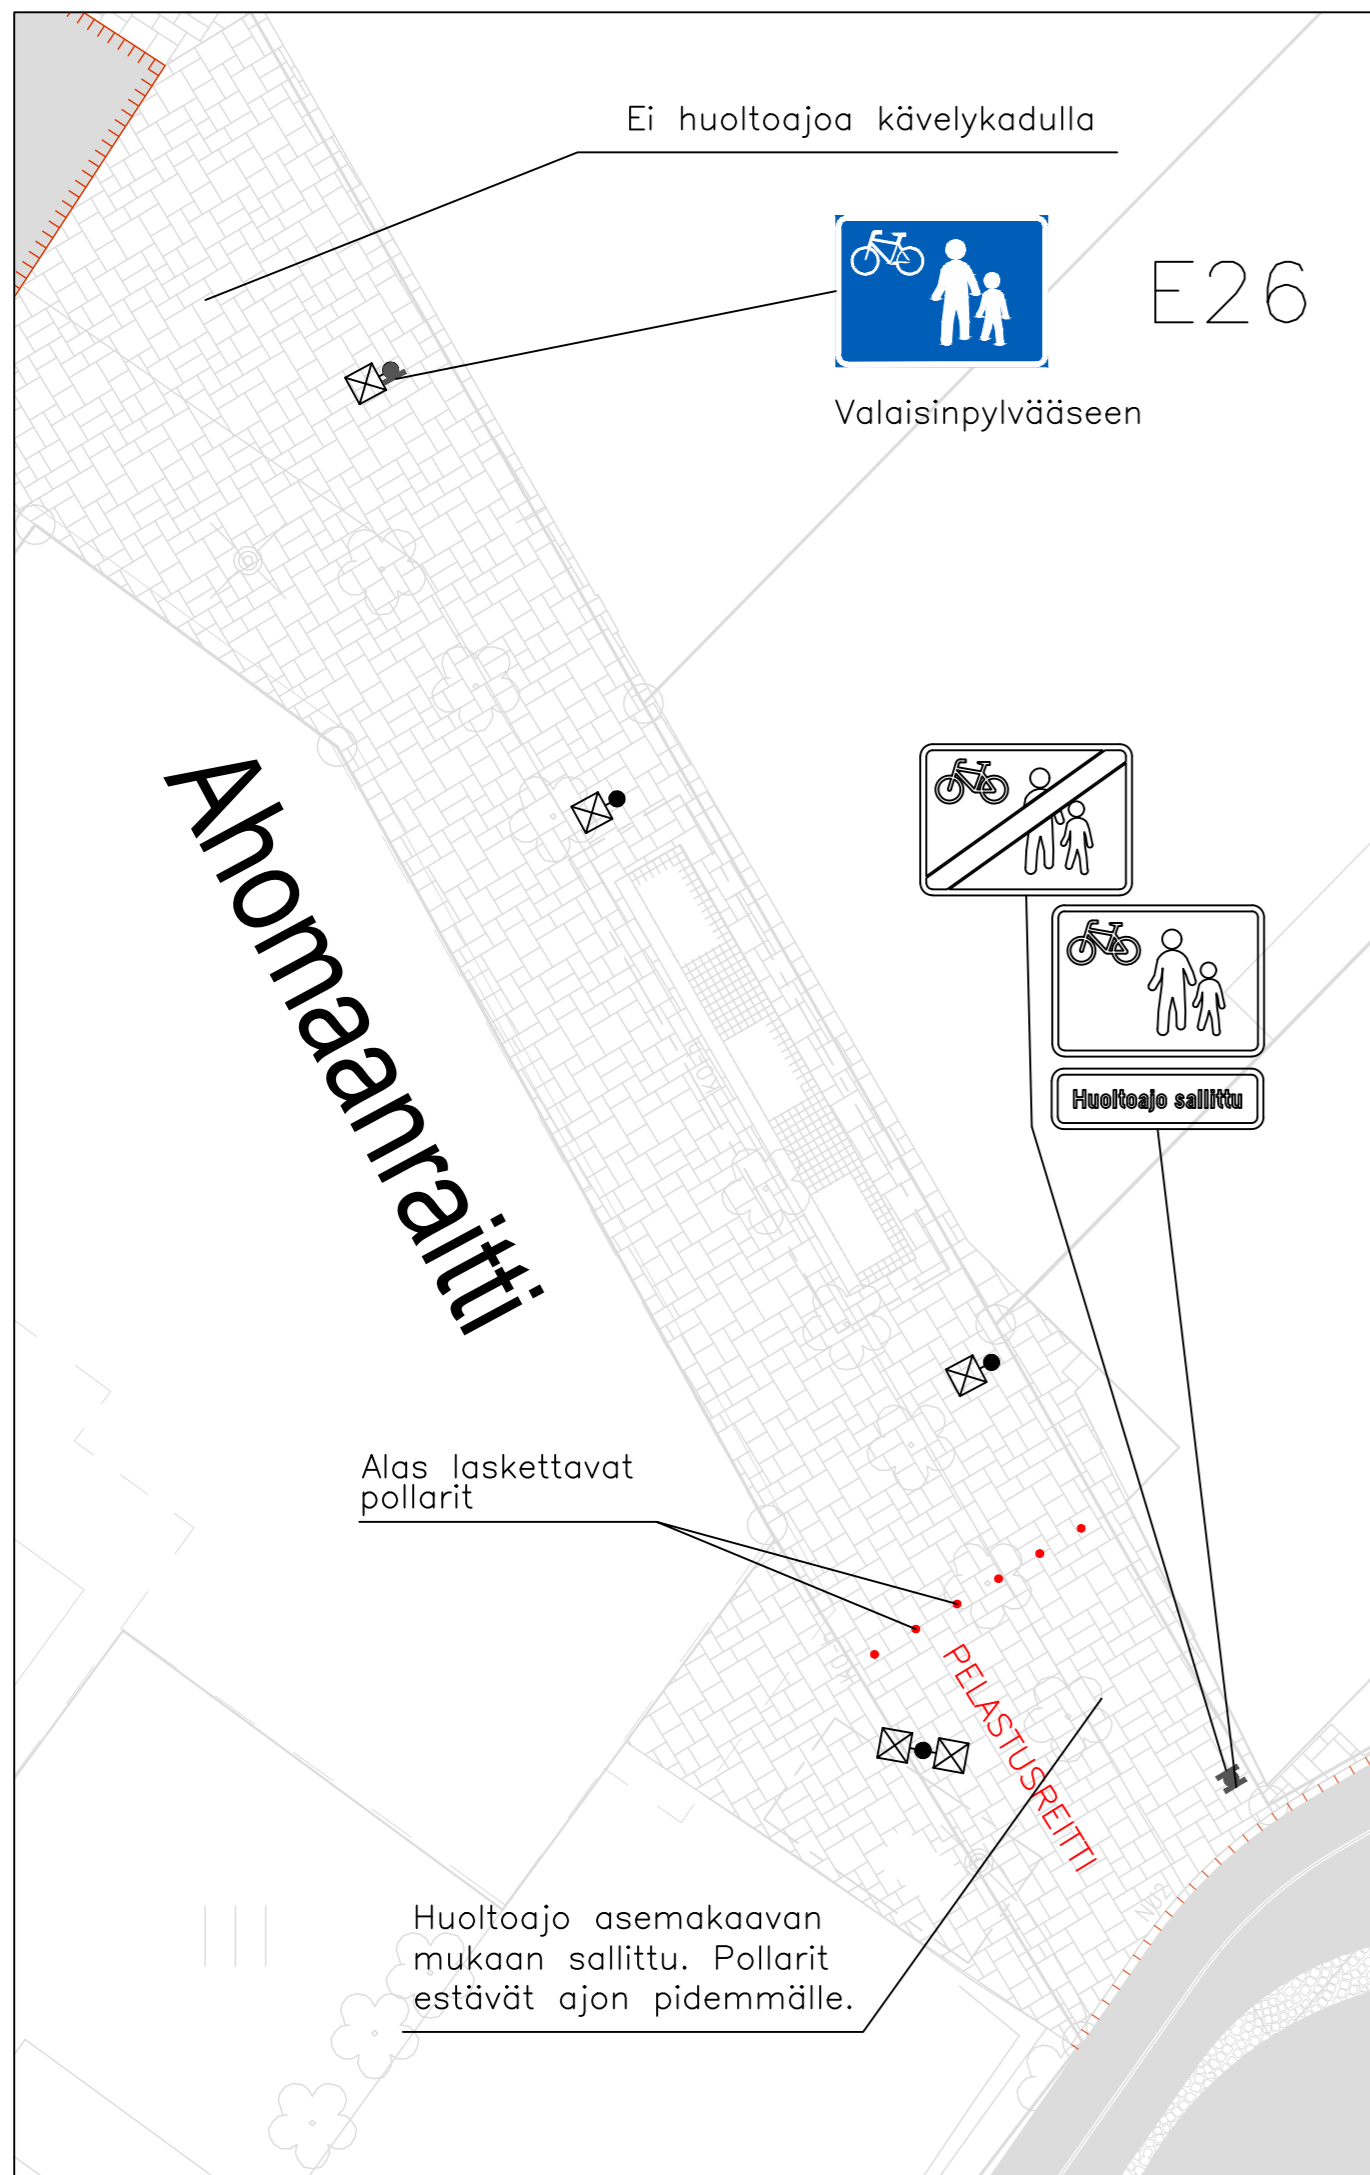 Ei huoltoajoa kävelykadulla
E26
Valaisinpylvääseen
Ahomaanraitti
Huoltoajo sallittu
Alas laskettavat
pollarit
PELASTUSREITTI
Huoltoajo asemakaavan
mukaan sallittu. Pollarit
estävät ajon pidemmälle.